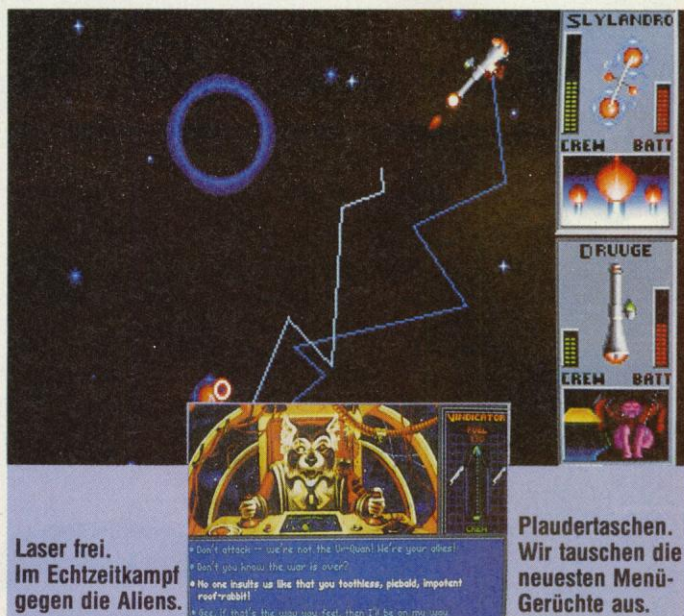 SLYLANDRO
CREW BATT
DRUUGE
CREW BATT
VINDICATOR
FUEL
CREW
Don't attack -- we're not the Ur-Quan! We're your allies!
Don't you know the war is over?
No one insults us like that you toothless, piebald, impotent
roof-rabbit!
Gee, if that's the way you feel, then I'll be on my way
Laser frei.
Im Echtzeitkampf
gegen die Aliens.
Plaudertaschen.
Wir tauschen die
neuesten Menü-
Gerüchte aus.